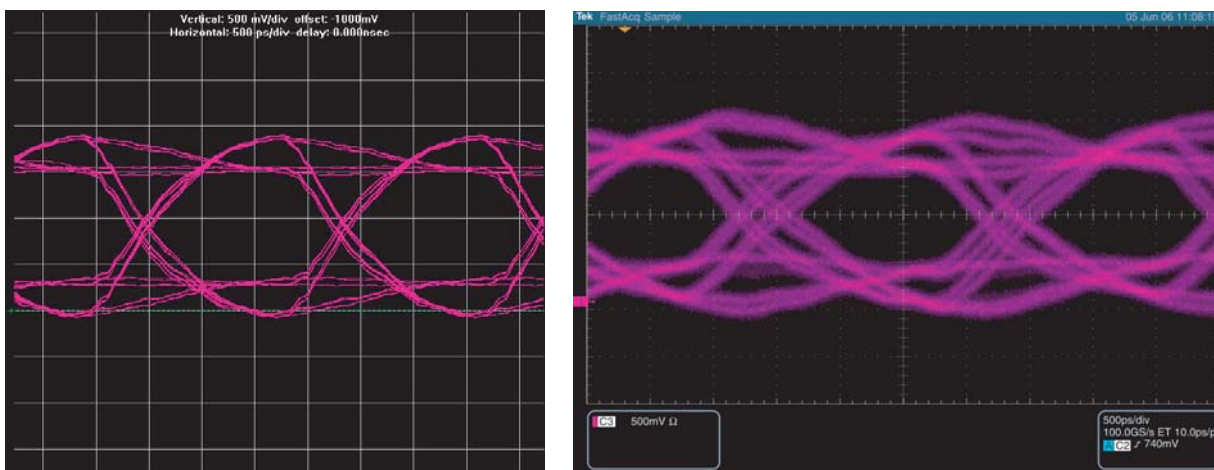 Vertical: 500 mV/div offset: -1000mV
Horizontal: 500 ps/div delay: 0.000nsec
Tek FastAcq Sample
05 Jun 06 11:08:15
C3 500mV Ω
500ps/div
100.0GS/s ET 10.0ps/p
A C2 740mV